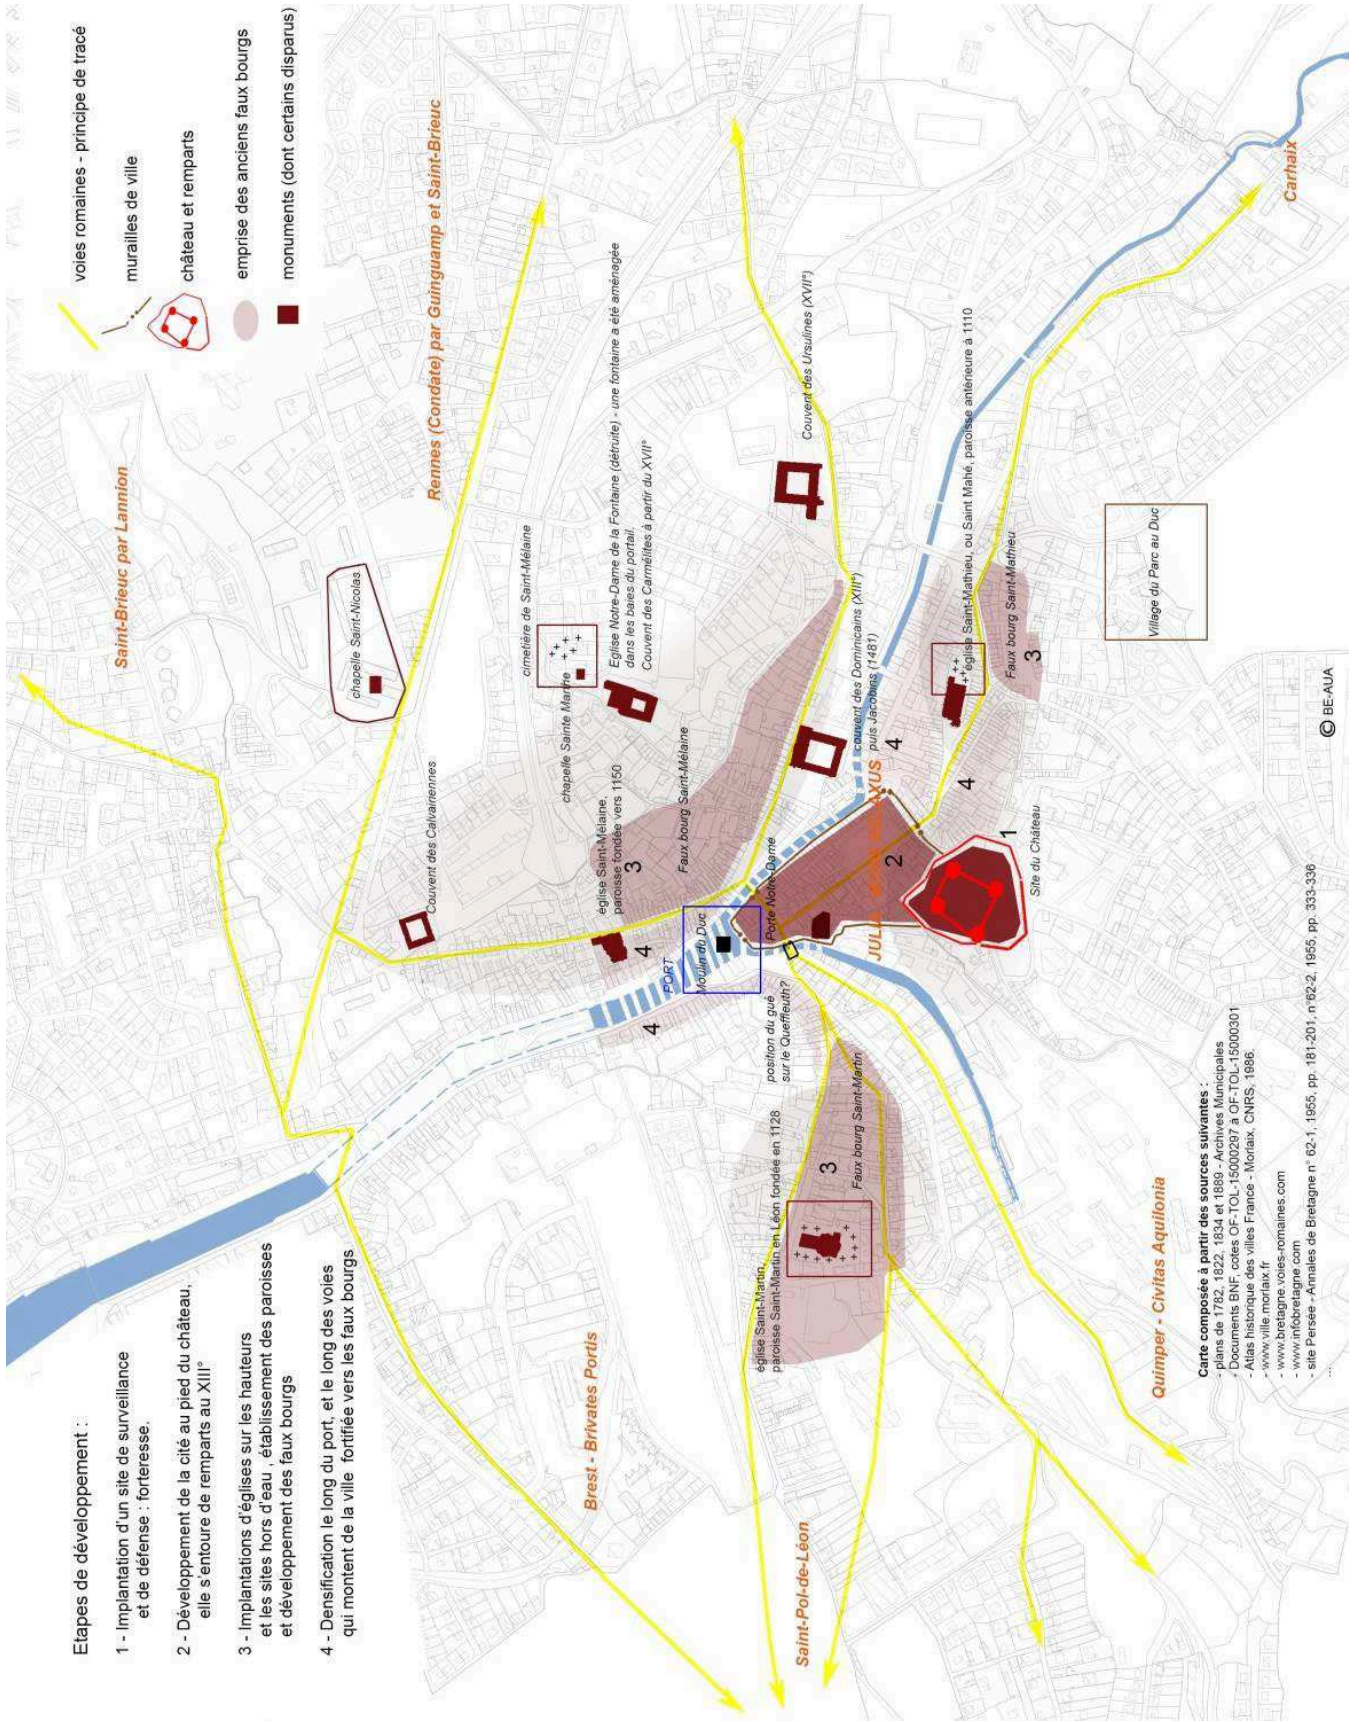 voies romaines - principe de tracé
murailles de ville
château et remparts
emprise des anciens faux bourgs
monuments (dont certains disparus)
Etapes de développement :
1 - Implantation d'un site de surveillance
et de défense : forteresse.
2 - Développement de la cité au pied du château,
elle s'entoure de remparts au XIII°
3 - Implantations d'églises sur les hauteurs
et les sites hors d'eau , établissement des paroisses
et développement des faux bourgs
4 - Densification le long du port, et le long des voies
qui montent de la ville fortifiée vers les faux bourgs
Saint-Brieuc par Lannion
Rennes (Condate) par Guinguamp et Saint-Brieuc
chapelle Saint-Nicolas
Couvent des Calvairiennes
cimetière de Saint-Mélaine
chapelle Sainte Marthe
Eglise Notre-Dame de la Fontaine (détruite) - une fontaine a été aménagée
dans les baies du portail.
Couvent des Carmélites à partir du XVII°
église Saint-Mélaine,
paroisse fondée vers 1150
3
Faux bourg Saint-Mélaine
4
4
PORT
Moulin du Duc
Porte Notre-Dame
position du gué
sur le Queffleuth?
Couvent des Ursulines (XVII°)
couvent des Dominicains (XIII°)
puis Jacobins (1481)
JULIA
AXUS
2
4
4
église Saint-Mathieu, ou Saint Mahé, paroisse antérieure à 1110
Faux bourg Saint-Mathieu
3
1
Site du Château
Village du Parc au Duc
Carhaix
église Saint-Martin,
paroisse Saint-Martin en Léon fondée en 1128
3
Faux bourg Saint-Martin
Brest - Brivates Portis
Saint-Pol-de-Léon
Quimper - Civitas Aquilonia
Carte composée à partir des sources suivantes :
- plans de 1782, 1822, 1834 et 1889 - Archives Municipales
- Documents BNF, cotes OF-TOL-15000297 à OF-TOL-15000301
- Atlas historique des villes France - Morlaix, CNRS, 1986.
- www.ville.morlaix.fr
- www.bretagne.voies-romaines.com
- www.infobretagne.com
- site Persée - Annales de Bretagne n° 62-1, 1955, pp. 181-201, n°62-2, 1955, pp. 333-336
...
© BE-AUA